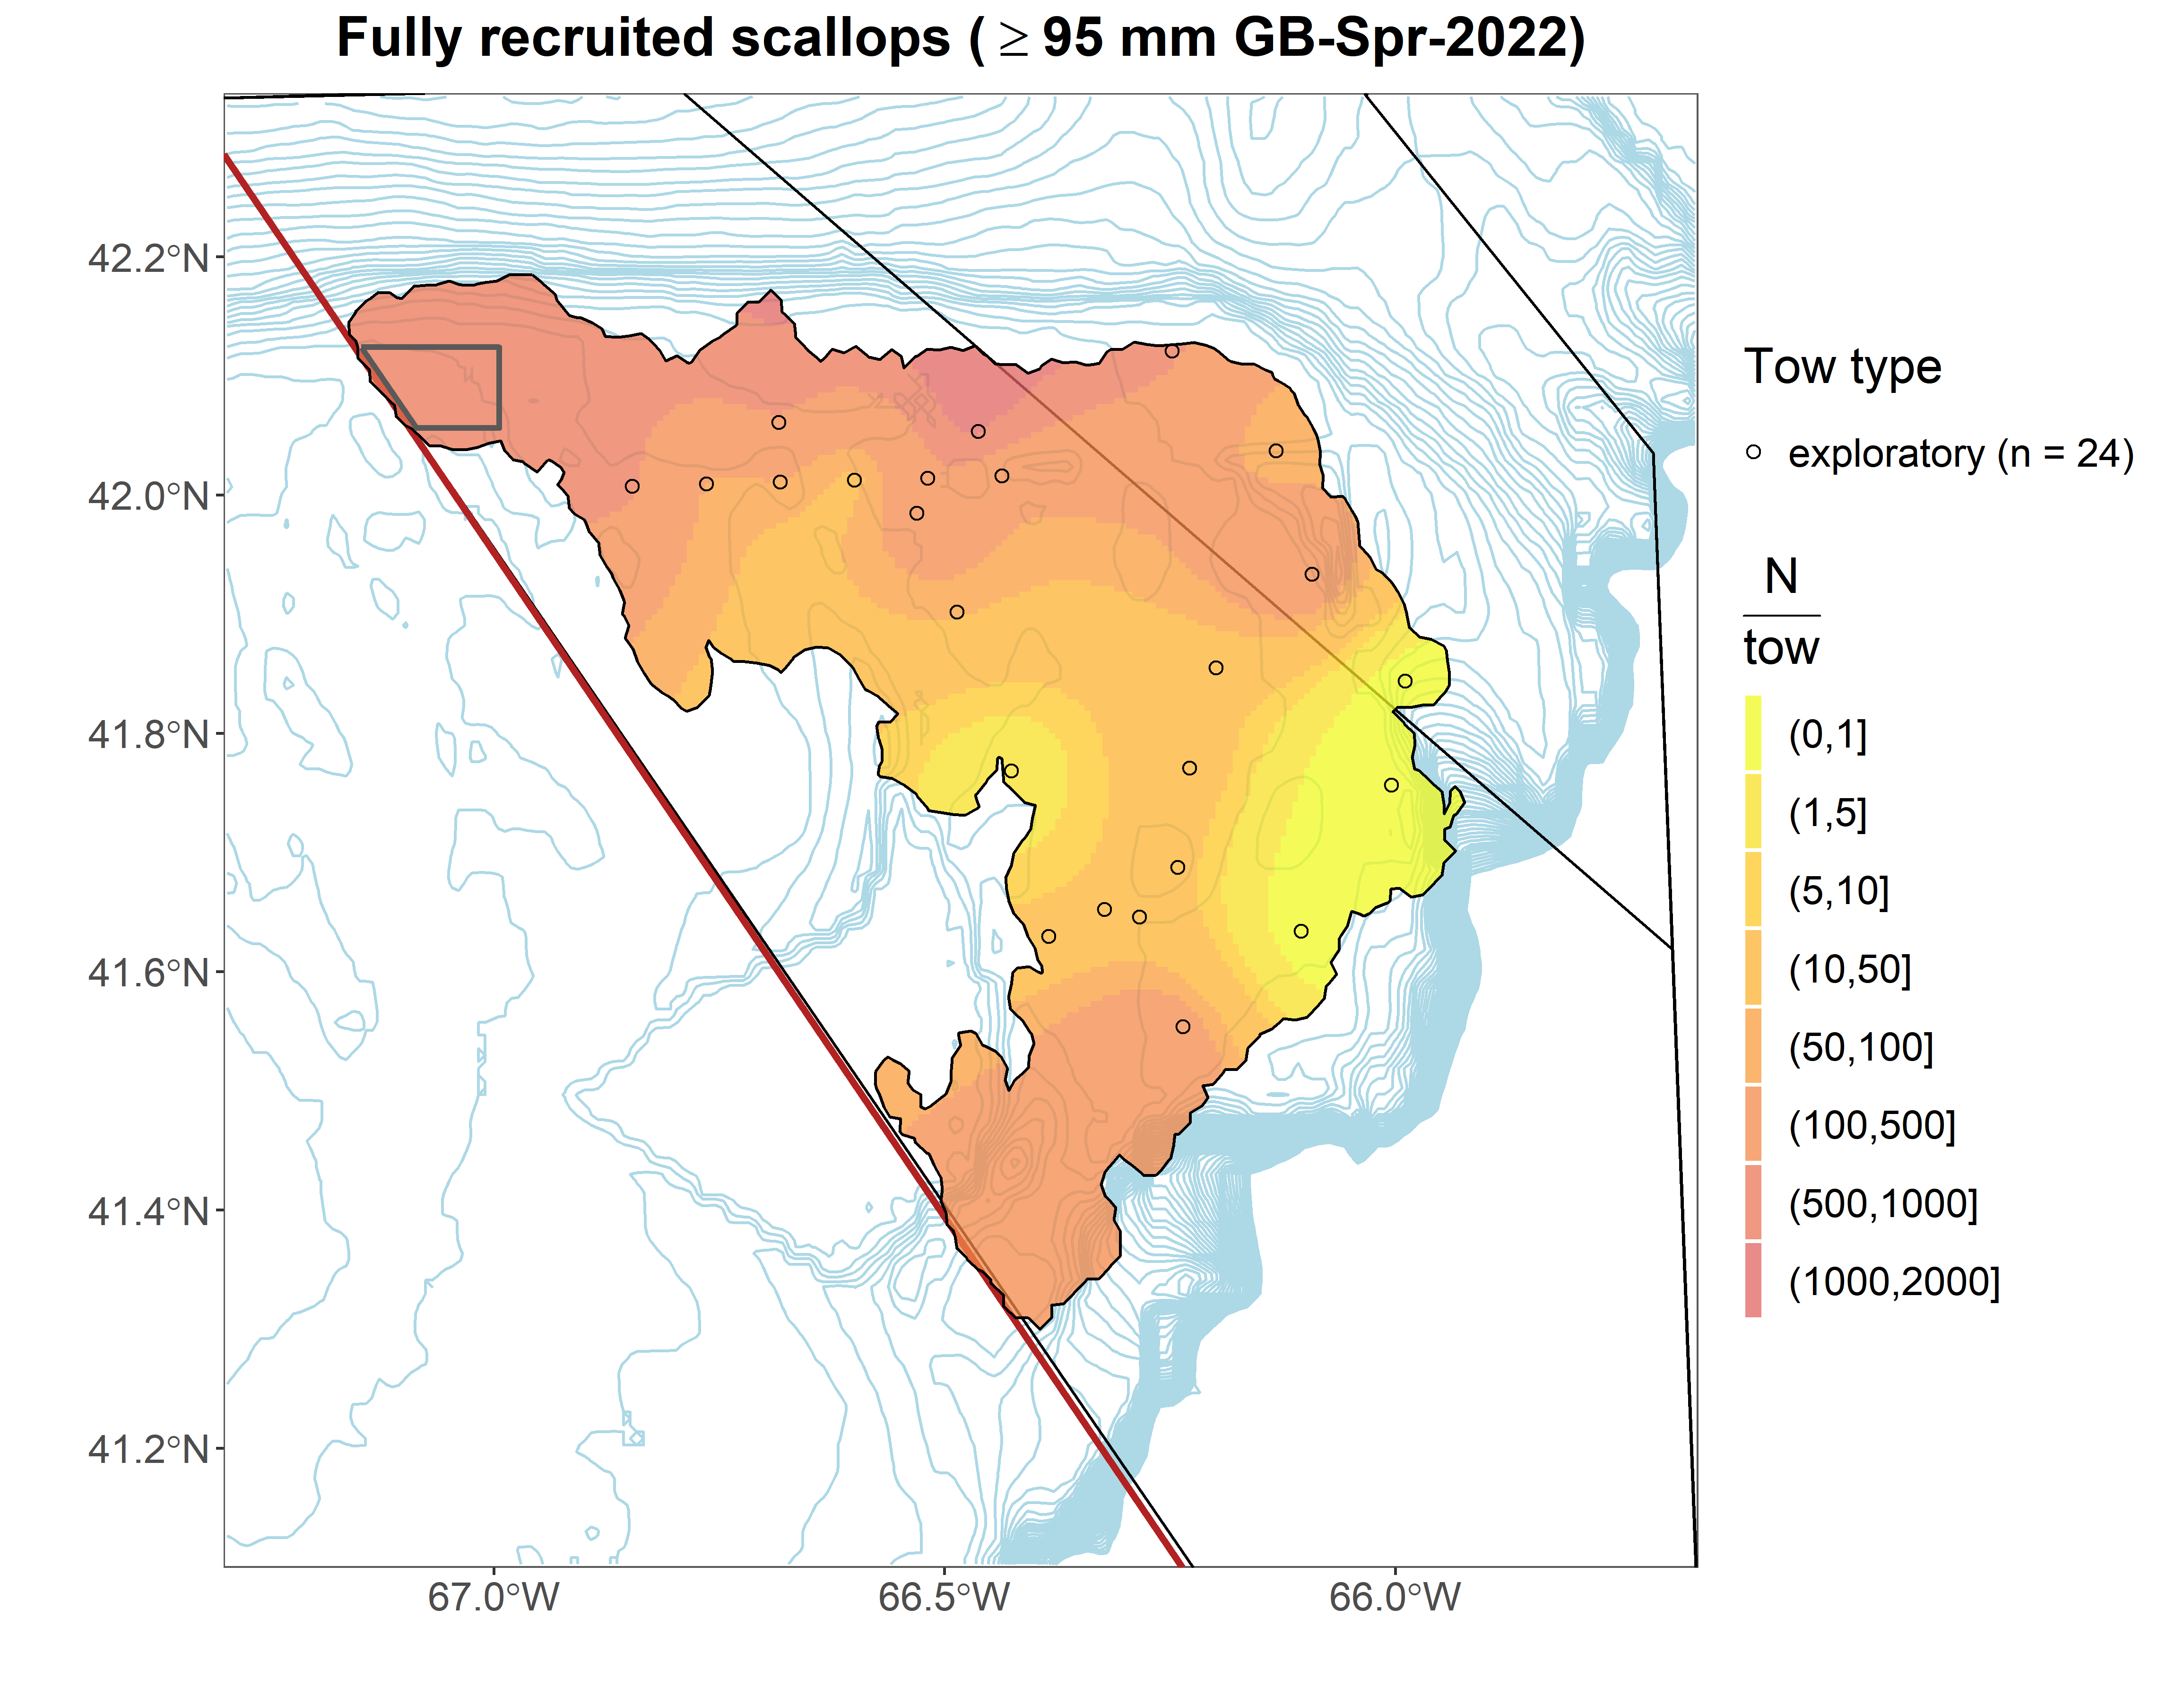 Fully recruited scallops ( ≥ 95 mm GB-Spr-2022)
42.2°N
42.0°N
41.8°N
41.6°N
41.4°N
41.2°N
67.0°W
66.5°W
66.0°W
Tow type
exploratory (n = 24)
N
tow
(0,1]
(1,5]
(5,10]
(10,50]
(50,100]
(100,500]
(500,1000]
(1000,2000]